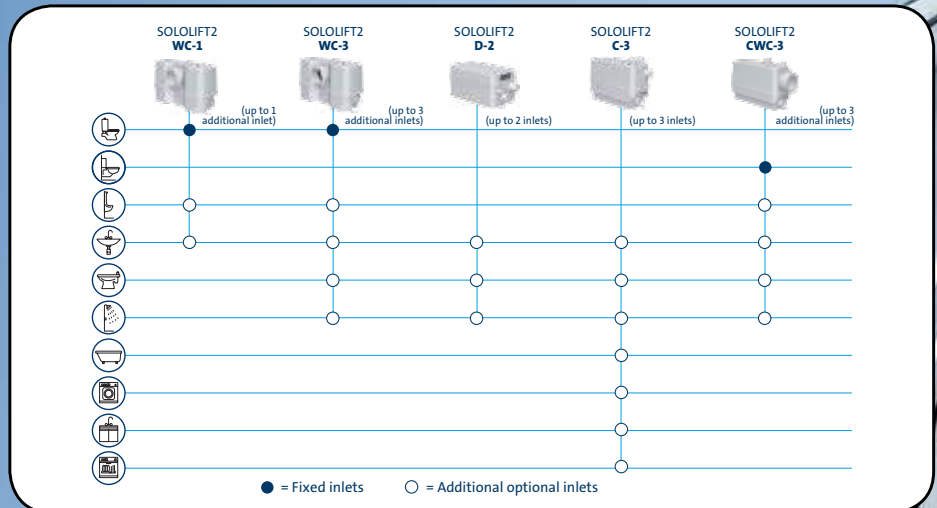 SOLOLIFT2
WC-1
SOLOLIFT2
WC-3
SOLOLIFT2
D-2
SOLOLIFT2
C-3
SOLOLIFT2
CWC-3
(up to 1
additional inlet)
(up to 3
additional inlets)
(up to 2 inlets)
(up to 3 inlets)
(up to 3
additional inlets)
= Fixed inlets
= Additional optional inlets